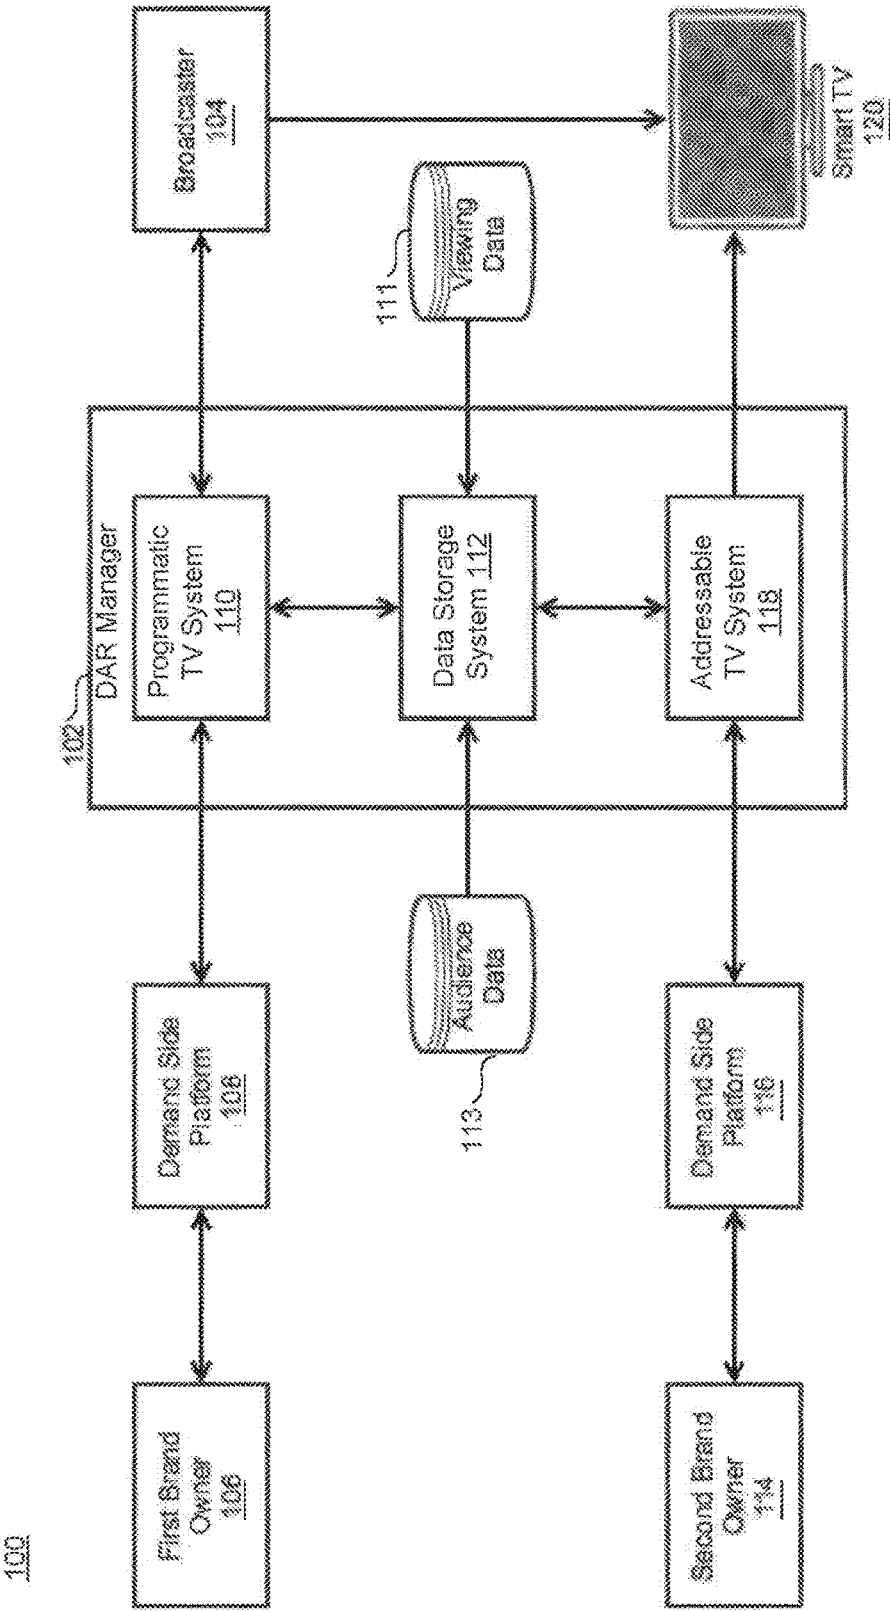 100
102
DAR Manager
First Brand
Owner
106
Demand Side
Platform
108
Programmatic
TV System
110
Broadcaster
104
113
Audience
Data
Data Storage
System 112
111
Viewing
Data
Second Brand
Owner
114
Demand Side
Platform
116
Addressable
TV System
118
Smart TV
120